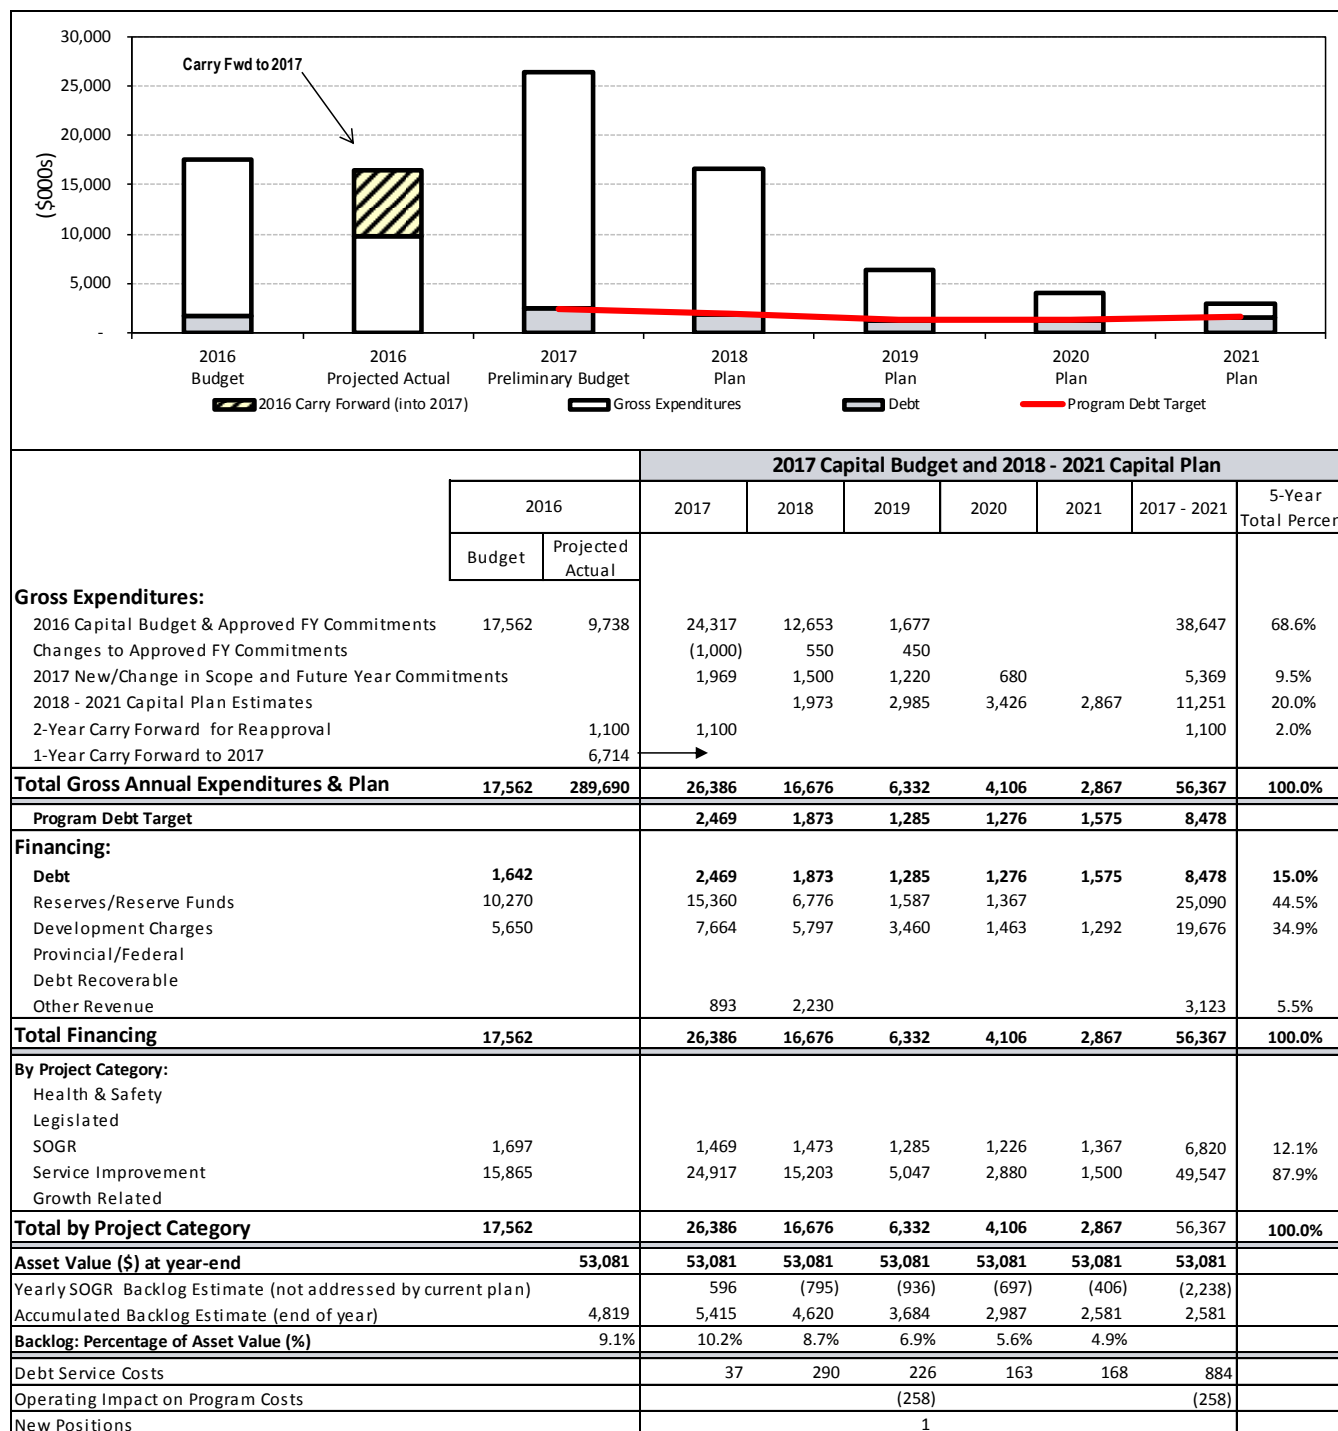 30,000
25,000
20,000
15,000
10,000
5,000
-
($000s)
Carry Fwd to 2017
2016 Budget
2016 Projected Actual
2017 Preliminary Budget
2018 Plan
2019 Plan
2020 Plan
2021 Plan
2016 Carry Forward (into 2017) Gross Expenditures Debt Program Debt Target
2017 Capital Budget and 2018 - 2021 Capital Plan
2016 2017 2018 2019 2020 2021 2017 - 2021 5-Year
Total Percen
Budget Projected Actual
Gross Expenditures:
2016 Capital Budget & Approved FY Commitments 17,562 9,738 24,317 12,653 1,677 38,647 68.6%
Changes to Approved FY Commitments (1,000) 550 450
2017 New/Change in Scope and Future Year Commitments 1,969 1,500 1,220 680 5,369 9.5%
2018 - 2021 Capital Plan Estimates 1,973 2,985 3,426 2,867 11,251 20.0%
2-Year Carry Forward for Reapproval 1,100 1,100 1,100 2.0%
1-Year Carry Forward to 2017 6,714
Total Gross Annual Expenditures & Plan 17,562 289,690 26,386 16,676 6,332 4,106 2,867 56,367 100.0%
Program Debt Target 2,469 1,873 1,285 1,276 1,575 8,478
Financing:
Debt 1,642 2,469 1,873 1,285 1,276 1,575 8,478 15.0%
Reserves/Reserve Funds 10,270 15,360 6,776 1,587 1,367 25,090 44.5%
Development Charges 5,650 7,664 5,797 3,460 1,463 1,292 19,676 34.9%
Provincial/Federal
Debt Recoverable
Other Revenue 893 2,230 3,123 5.5%
Total Financing 17,562 26,386 16,676 6,332 4,106 2,867 56,367 100.0%
By Project Category:
Health & Safety
Legislated
SOGR 1,697 1,469 1,473 1,285 1,226 1,367 6,820 12.1%
Service Improvement 15,865 24,917 15,203 5,047 2,880 1,500 49,547 87.9%
Growth Related
Total by Project Category 17,562 26,386 16,676 6,332 4,106 2,867 56,367 100.0%
Asset Value ($) at year-end 53,081 53,081 53,081 53,081 53,081 53,081 53,081
Yearly SOGR Backlog Estimate (not addressed by current plan) 596 (795) (936) (697) (406) (2,238)
Accumulated Backlog Estimate (end of year) 4,819 5,415 4,620 3,684 2,987 2,581 2,581
Backlog: Percentage of Asset Value (%) 9.1% 10.2% 8.7% 6.9% 5.6% 4.9%
Debt Service Costs 37 290 226 163 168 884
Operating Impact on Program Costs (258) (258)
New Positions 1